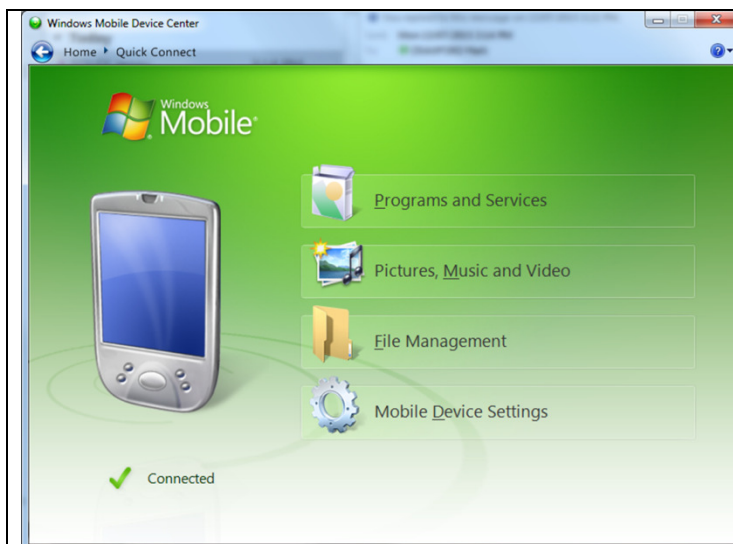 Windows Mobile Device Center
Home Quick Connect
Windows
Mobile
Programs and Services
Pictures, Music and Video
File Management
Mobile Device Settings
Connected